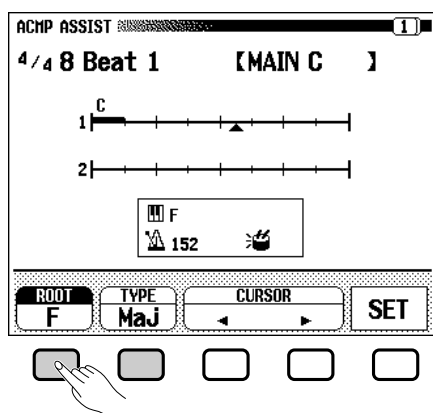 ACMP ASSIST 1
4/4 8 Beat 1 【MAIN C 】
C
1
2
F
152
ROOT TYPE CURSOR
F Maj ◄ ► SET